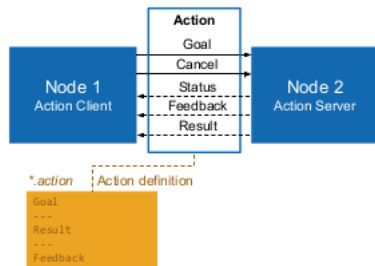 Action
Goal
Cancel
Status
Feedback
Result
Node 1
Action Client
Node 2
Action Server
*.action
Action definition
Goal
---
Result
---
Feedback